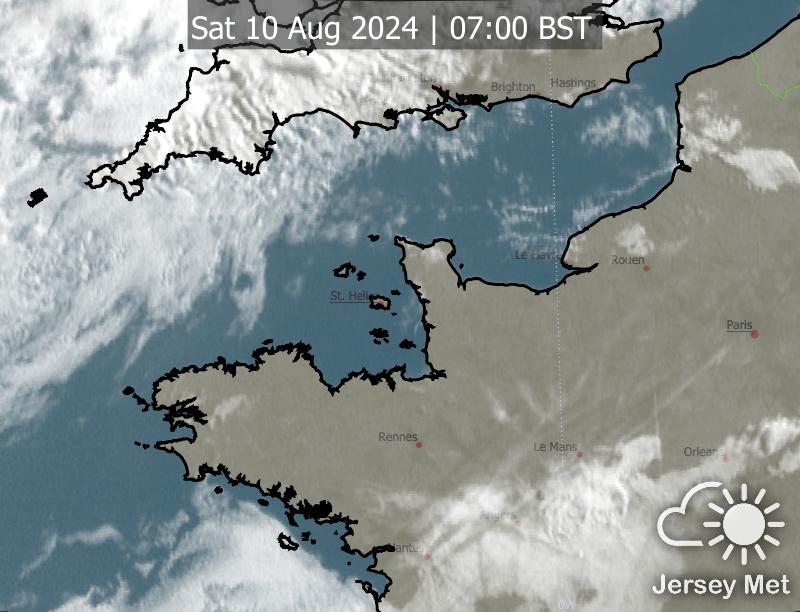 Sat 10 Aug 2024 | 07:00 BST
Brighton
Hastings
Le Havre
Rouen
St. Helier
Paris
Rennes
Le Mans
Orleans
Angers
Nantes
0W
Jersey Met